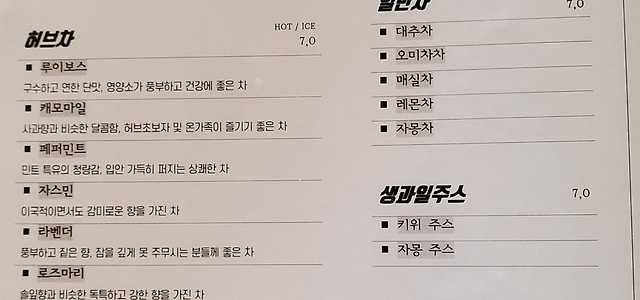 허브차
HOT / ICE
7,0
루이보스
구수하고 연한 단맛, 영양소가 풍부하고 건강에 좋은 차
캐모마일
사과향과 비슷한 달콤함, 허브초보자 및 온가족이 즐기기 좋은 차
페퍼민트
민트 특유의 청량감, 입안 가득히 퍼지는 상쾌한 차
자스민
이국적이면서도 감미로운 향을 가진 차
라벤더
풍부하고 짙은 향, 잠을 깊게 못 주무시는 분들께 좋은 차
로즈마리
솔잎향과 비슷한 독특하고 강한 향을 가진 차
일반차
7,0
대추차
오미자차
매실차
레몬차
자몽차
생과일주스
7,0
키위 주스
자몽 주스